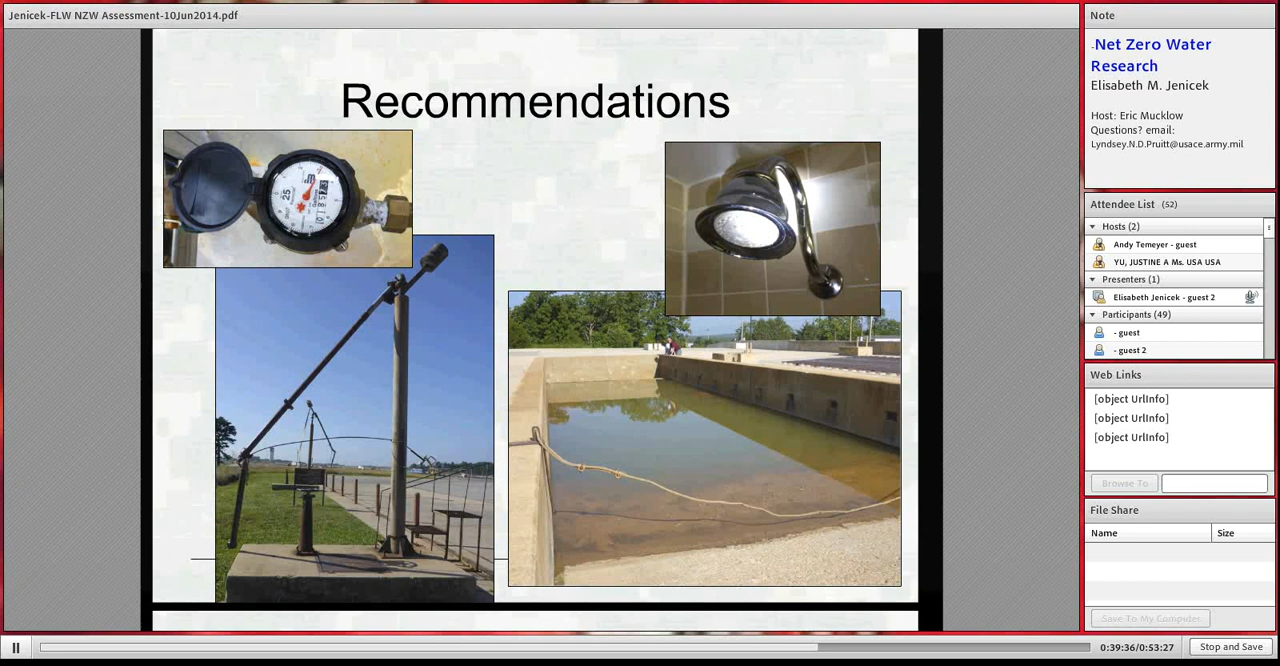 Jenicek-FLW NZW Assessment-10Jun2014.pdf
Recommendations
25
Note
-Net Zero Water
Research
Elisabeth M. Jenicek
Host: Eric Mucklow
Questions? email:
Lyndsey.N.D.Pruitt@usace.army.mil
Attendee List (52)
Hosts (2)
Andy Temeyer - guest
YU, JUSTINE A Ms. USA USA
Presenters (1)
Elisabeth Jenicek - guest 2
Participants (49)
- guest
- guest 2
Web Links
[object UrlInfo]
[object UrlInfo]
[object UrlInfo]
Browse To
File Share
Name Size
Save To My Computer
0:39:36/0:53:27
Stop and Save